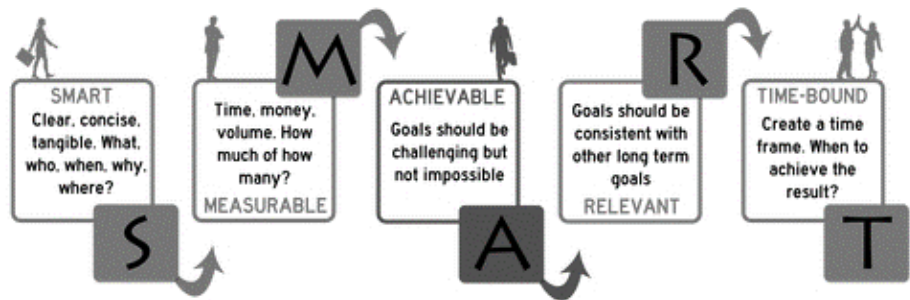 SMART
Clear, concise,
tangible. What,
who, when, why,
where?
S
M
Time, money,
volume. How
much of how
many?
MEASURABLE
ACHIEVABLE
Goals should be
challenging but
not impossible
A
R
Goals should be
consistent with
other long term
goals
RELEVANT
TIME-BOUND
Create a time
frame. When to
achieve the
result?
T